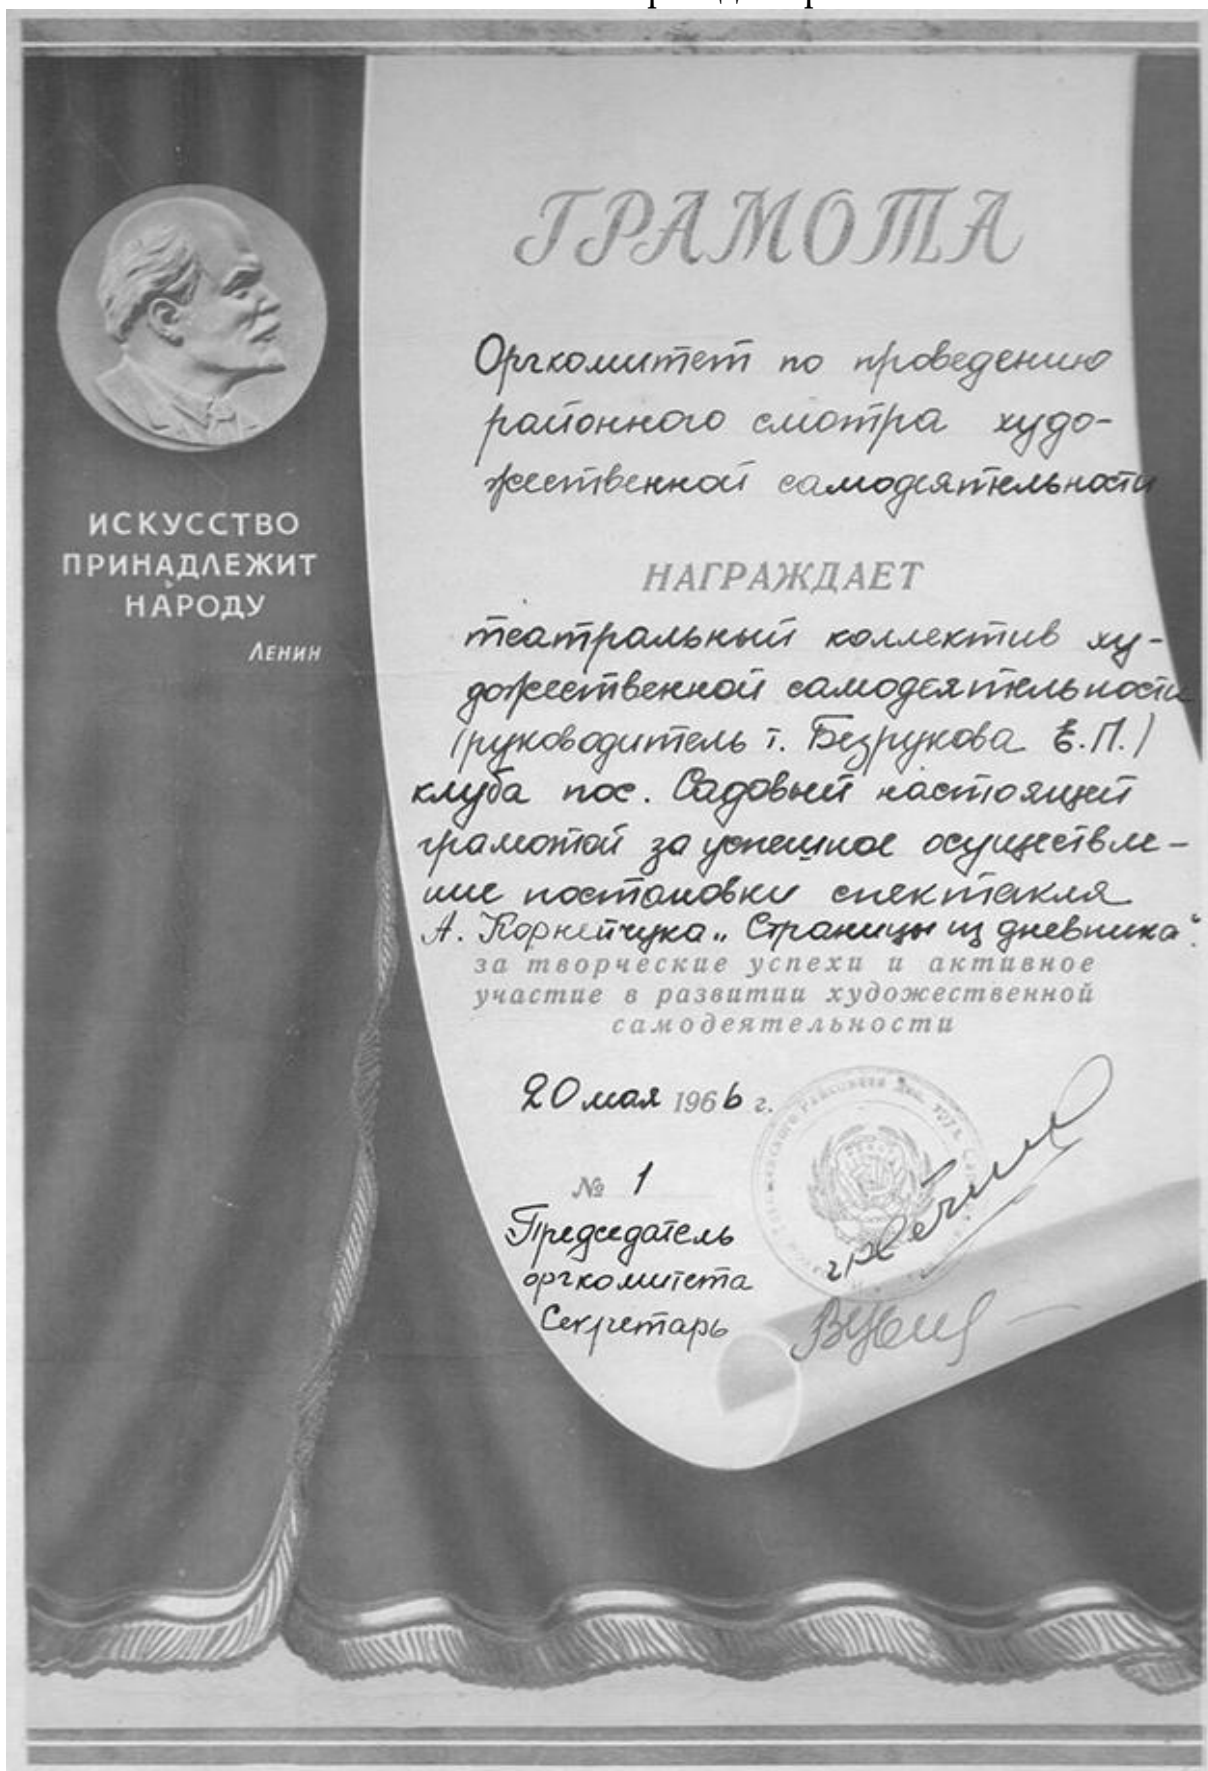 ИСКУССТВО
ПРИНАДЛЕЖИТ
НАРОДУ
Ленин
ГРАМОТА
Оргкомитет по проведению
районного смотра худо-
жественной самодеятельности
НАГРАЖДАЕТ
театральный коллектив ху-
дожественной самодеятельности
(руководитель т. Безрукова Е.П.)
клуба пос. Садовый настоящей
грамотой за успешное осуществле-
ние постановки спектакля
А. Корнейчука „Страницы из дневника“.
за творческие успехи и активное
участие в развитии художественной
самодеятельности
20 мая 1966 г.
№ 1
Председатель
оргкомитета
Секретарь